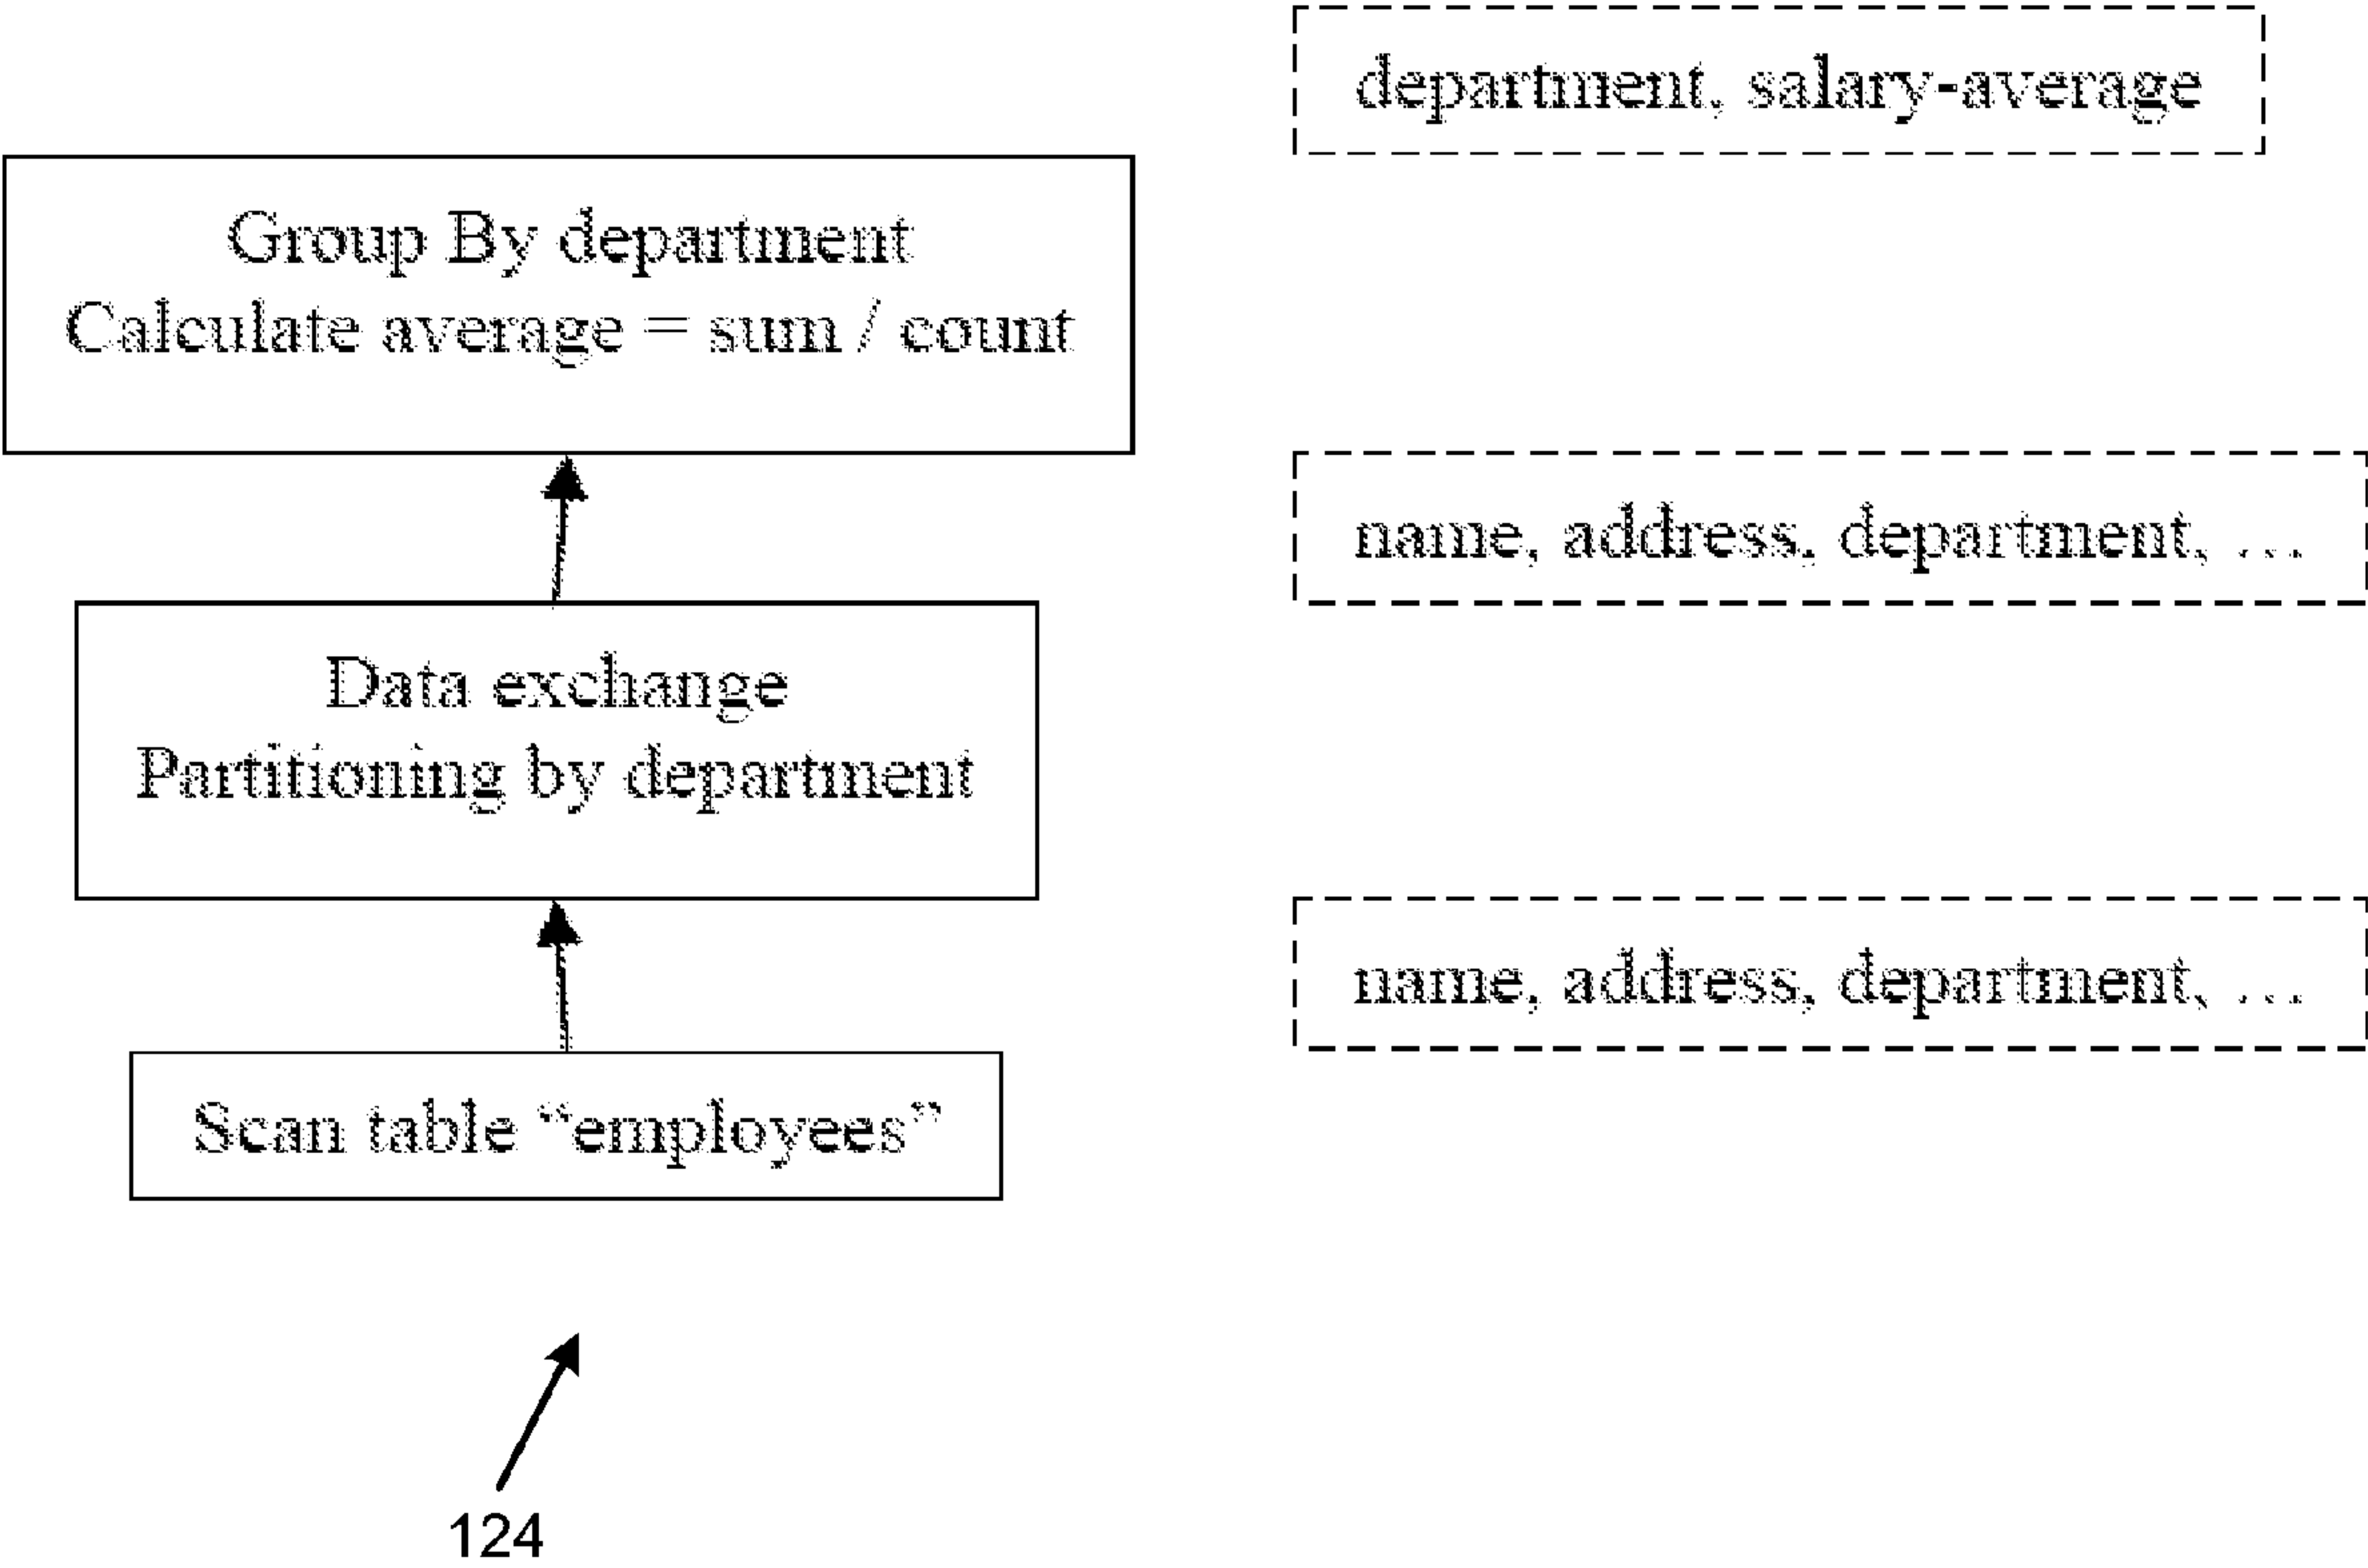 department, salary-average
Group By department
Calculate average = sum / count
name, address, department, ...
Data exchange
Partitioning by department
name, address, department, ...
Scan table “employees”
124